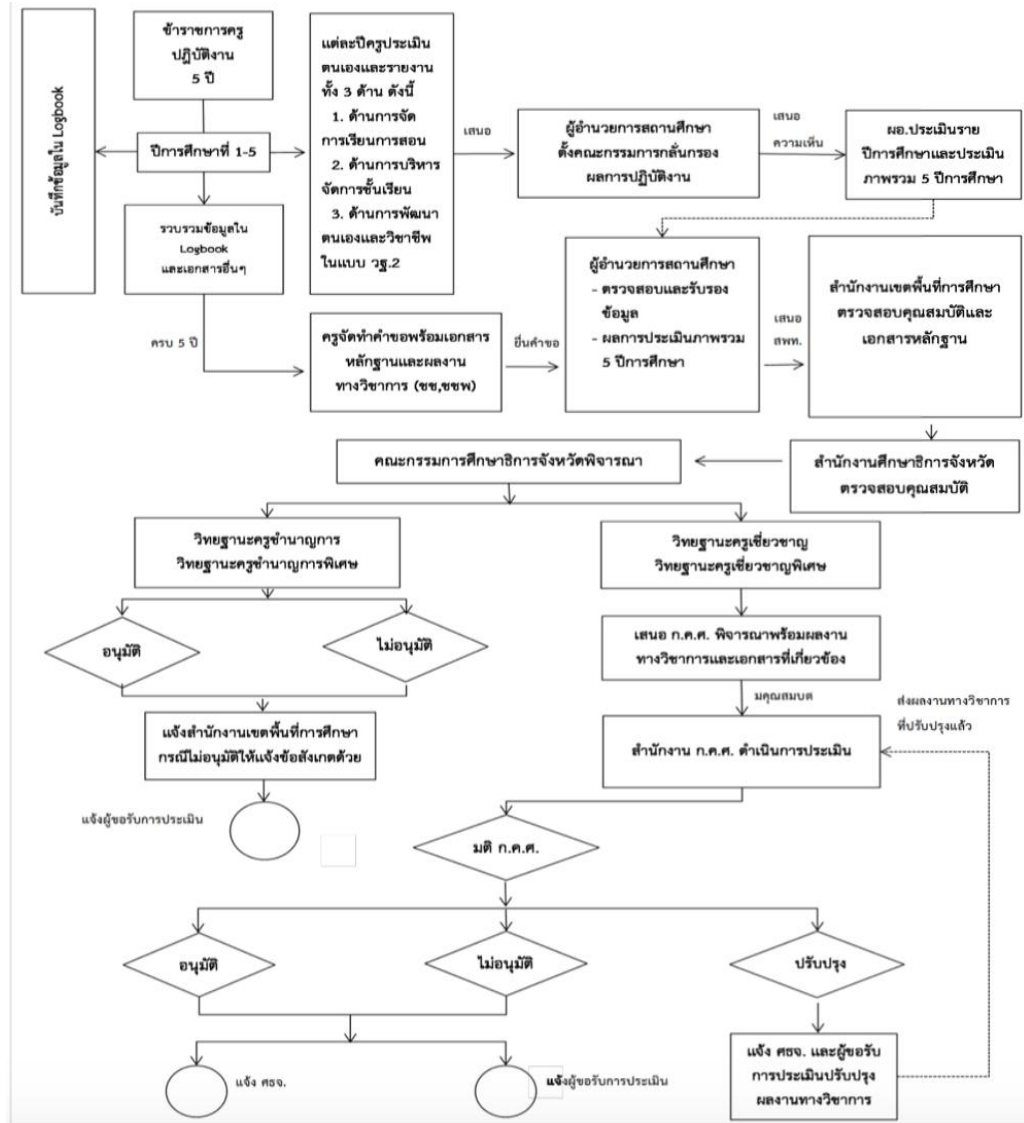 ข้าราชการครู
ปฏิบัติงาน
5 ปี
บันทึกข้อมูลใน Logbook
ปีการศึกษาที่ 1-5
รวบรวมข้อมูลใน
Logbook
และเอกสารอื่นๆ
แต่ละปีครูประเมิน
ตนเองและรายงาน
ทั้ง 3 ด้าน ดังนี้
1. ด้านการจัด
การเรียนการสอน
2. ด้านการบริหาร
จัดการชั้นเรียน
3. ด้านการพัฒนา
ตนเองและวิชาชีพ
ในแบบ วฐ.2
เสนอ
ผู้อำนวยการสถานศึกษา
ตั้งคณะกรรมการกลั่นกรอง
ผลการปฏิบัติงาน
เสนอ
ความเห็น
ผอ.ประเมินราย
ปีการศึกษาและประเมิน
ภาพรวม 5 ปีการศึกษา
ครบ 5 ปี
ครูจัดทำคำขอพร้อมเอกสาร
หลักฐานและผลงาน
ทางวิชาการ (ชช,ชชพ)
ยื่นคำขอ
ผู้อำนวยการสถานศึกษา
- ตรวจสอบและรับรอง
ข้อมูล
- ผลการประเมินภาพรวม
5 ปีการศึกษา
เสนอ
สพท.
สำนักงานเขตพื้นที่การศึกษา
ตรวจสอบคุณสมบัติและ
เอกสารหลักฐาน
สำนักงานศึกษาธิการจังหวัด
ตรวจสอบคุณสมบัติ
คณะกรรมการศึกษาธิการจังหวัดพิจารณา
วิทยฐานะครูชำนาญการ
วิทยฐานะครูชำนาญการพิเศษ
วิทยฐานะครูเชี่ยวชาญ
วิทยฐานะครูเชี่ยวชาญพิเศษ
อนุมัติ
ไม่อนุมัติ
เสนอ ก.ค.ศ. พิจารณาพร้อมผลงาน
ทางวิชาการและเอกสารที่เกี่ยวข้อง
มคุณสมบต
ส่งผลงานทางวิชาการ
ที่ปรับปรุงแล้ว
แจ้งสำนักงานเขตพื้นที่การศึกษา
กรณีไม่อนุมัติให้แจ้งข้อสังเกตด้วย
สำนักงาน ก.ค.ศ. ดำเนินการประเมิน
แจ้งผู้ขอรับการประเมิน
มติ ก.ค.ศ.
อนุมัติ
ไม่อนุมัติ
ปรับปรุง
แจ้ง ศธจ.
แจ้งผู้ขอรับการประเมิน
แจ้ง ศธจ. และผู้ขอรับ
การประเมินปรับปรุง
ผลงานทางวิชาการ